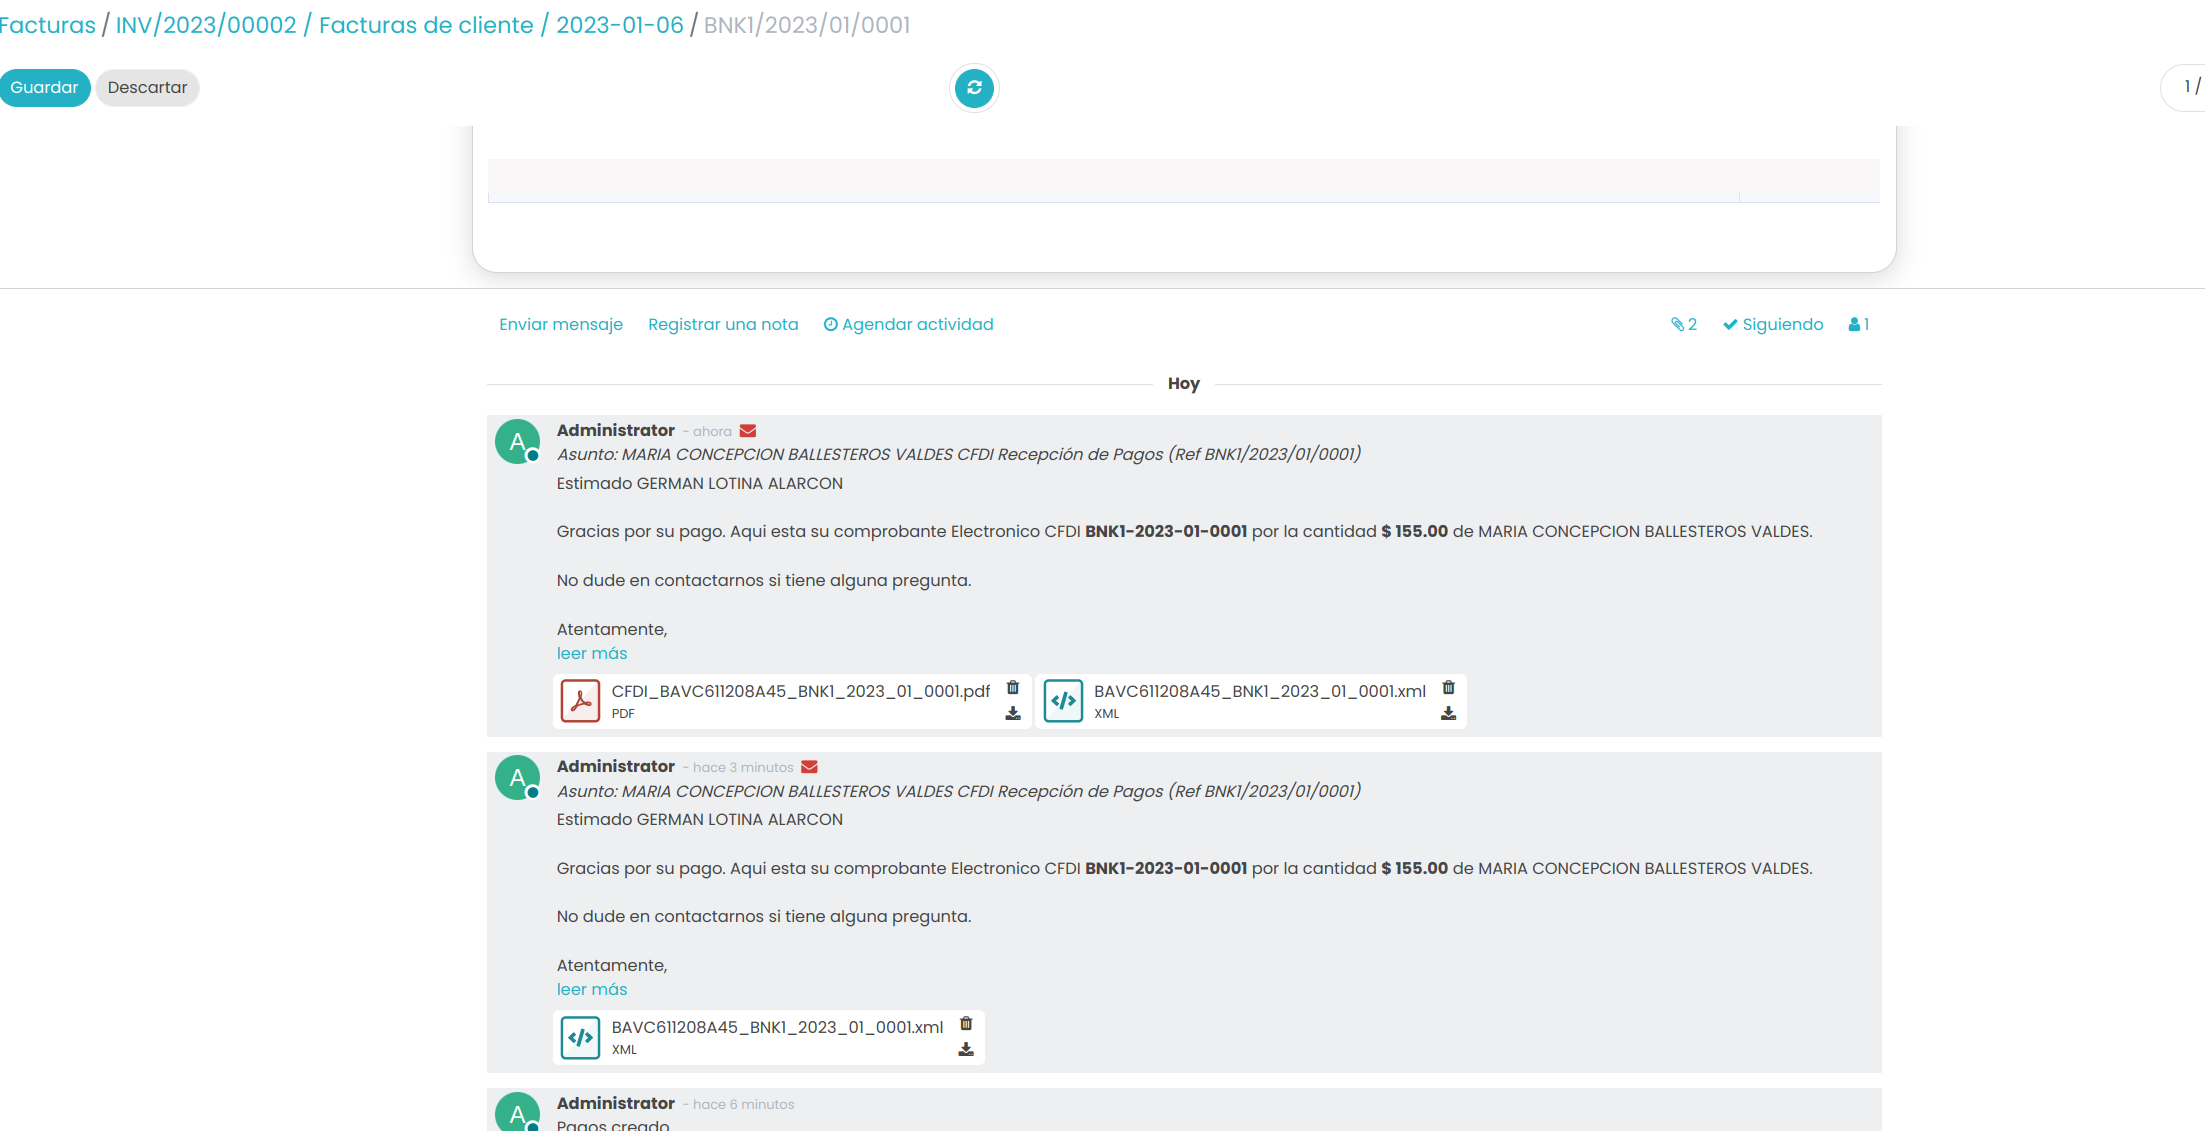 Facturas / INV/2023/00002 / Facturas de cliente / 2023-01-06 / BNK1/2023/01/0001
Guardar Descartar 1 /
Enviar mensaje Registrar una nota Agendar actividad 2 Siguiendo 1
Hoy
A Administrator - ahora
Asunto: MARIA CONCEPCION BALLESTEROS VALDES CFDI Recepción de Pagos (Ref BNK1/2023/01/0001)
Estimado GERMAN LOTINA ALARCON
Gracias por su pago. Aqui esta su comprobante Electronico CFDI BNK1-2023-01-0001 por la cantidad $ 155.00 de MARIA CONCEPCION BALLESTEROS VALDES.
No dude en contactarnos si tiene alguna pregunta.
Atentamente,
leer más
CFDI_BAVC611208A45_BNK1_2023_01_0001.pdf BAVC611208A45_BNK1_2023_01_0001.xml
PDF XML
A Administrator - hace 3 minutos
Asunto: MARIA CONCEPCION BALLESTEROS VALDES CFDI Recepción de Pagos (Ref BNK1/2023/01/0001)
Estimado GERMAN LOTINA ALARCON
Gracias por su pago. Aqui esta su comprobante Electronico CFDI BNK1-2023-01-0001 por la cantidad $ 155.00 de MARIA CONCEPCION BALLESTEROS VALDES.
No dude en contactarnos si tiene alguna pregunta.
Atentamente,
leer más
BAVC611208A45_BNK1_2023_01_0001.xml
XML
A Administrator - hace 6 minutos
Pagos creado